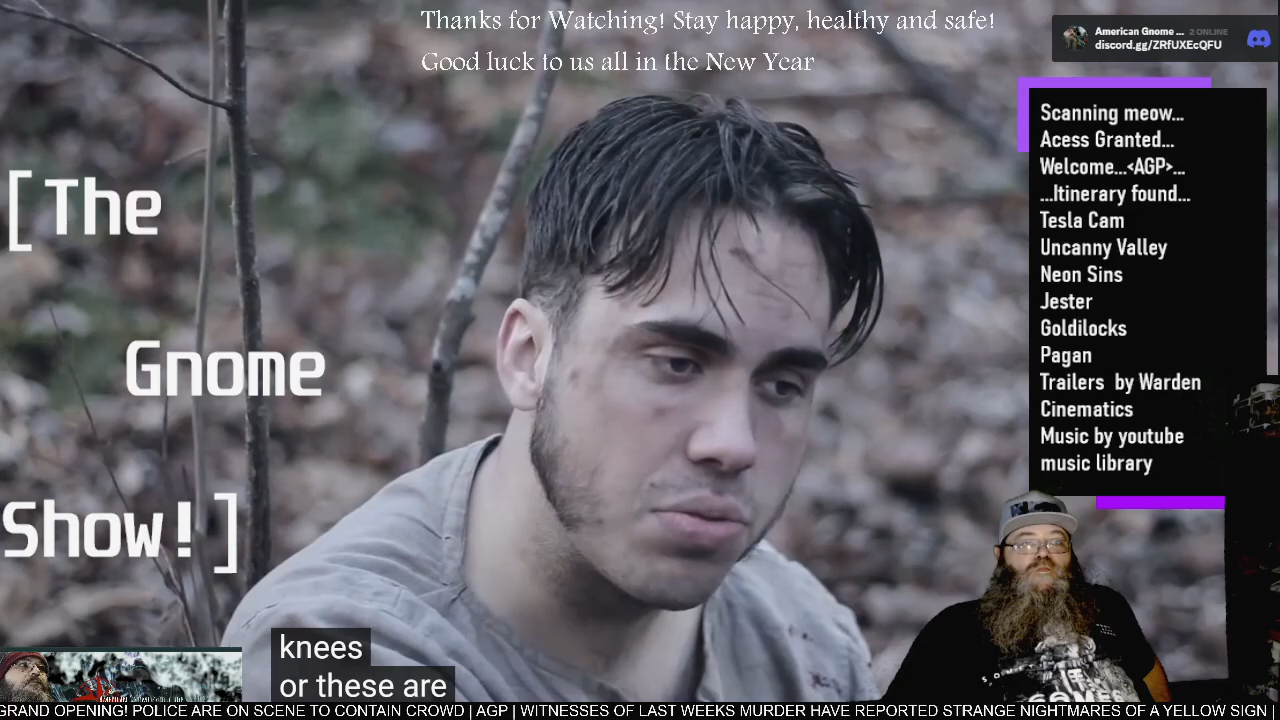 Thanks for Watching! Stay happy, healthy and safe!
Good luck to us all in the New Year
American Gnome ... 2 ONLINE
discord.gg/ZRfUXEcQFU
Scanning meow...
Acess Granted...
Welcome...<AGP>...
...Itinerary found...
Tesla Cam
Uncanny Valley
Neon Sins
Jester
Goldilocks
Pagan
Trailers by Warden
Cinematics
Music by youtube
music library
[The
Gnome
Show!]
knees
or these are
GRAND OPENING! POLICE ARE ON SCENE TO CONTAIN CROWD | AGP | WITNESSES OF LAST WEEKS MURDER HAVE REPORTED STRANGE NIGHTMARES OF A YELLOW SIGN |